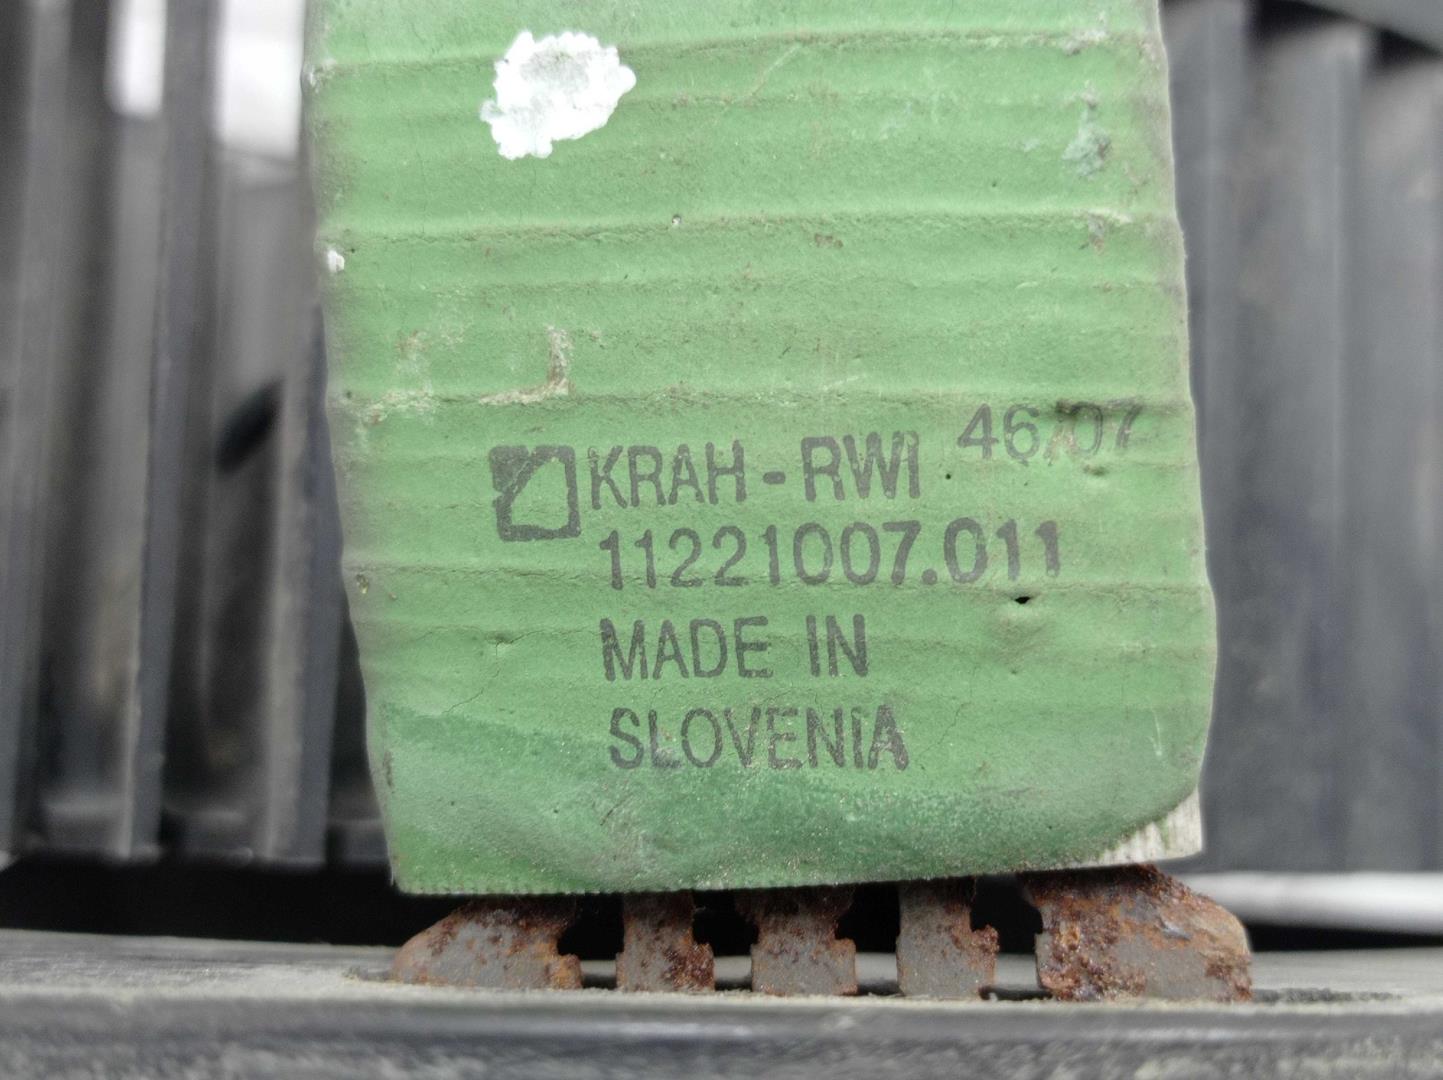 KRAH-RWI 46/07
11221007.011
MADE IN
SLOVENIA